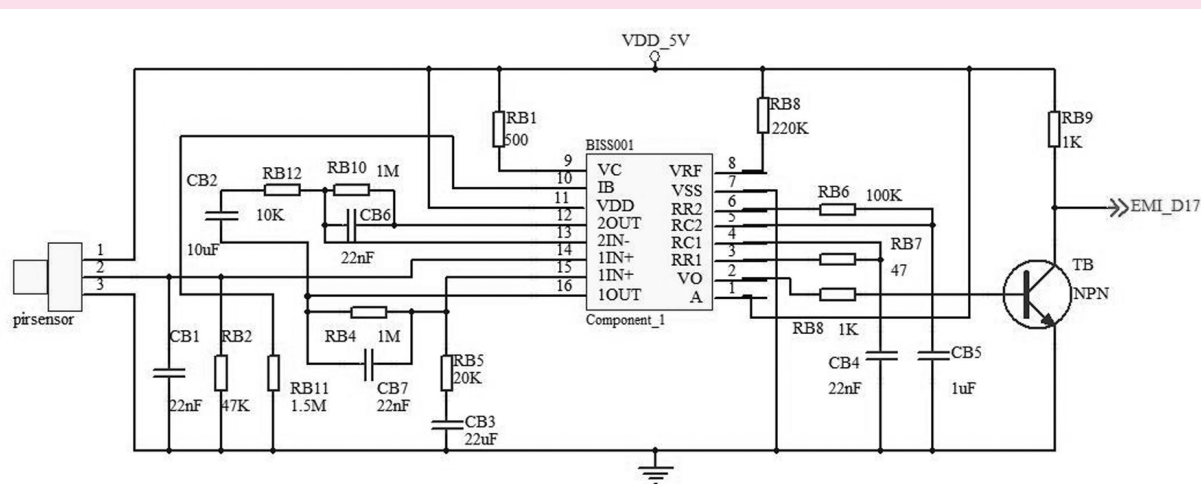 VDD_5V
RB1
500
RB8
220K
RB9
1K
BISS001
9 VC
10 IB
11 VDD
12 2OUT
13 2IN-
14 1IN+
15 1IN+
16 1OUT
VRF 8
VSS 7
RR2 6
RC2 5
RC1 4
RR1 3
VO 2
A 1
Component_1
CB2
10uF
RB12
10K
RB10 1M
CB6
22nF
RB6 100K
RB7
47
EMI_D17
TB
NPN
1
2
3
pirsensor
CB1
22nF
RB2
47K
RB11
1.5M
RB4 1M
CB7
22nF
RB5
20K
CB3
22uF
RB8 1K
CB4
22nF
CB5
1uF